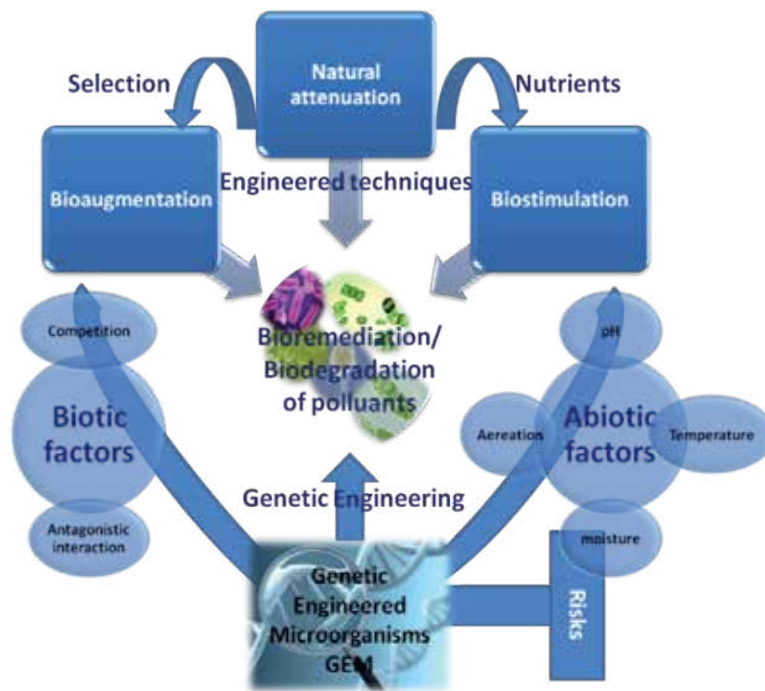 Natural
attenuation
Selection
Nutrients
Bioaugmentation
Engineered techniques
Biostimulation
Competition
pH
Bioremediation/
Biodegradation
of polluants
Biotic
factors
Aereation
Abiotic
factors
Temperature
Antagonistic
interaction
Genetic Engineering
moisture
Genetic
Engineered
Microorganisms
GEM
Risks